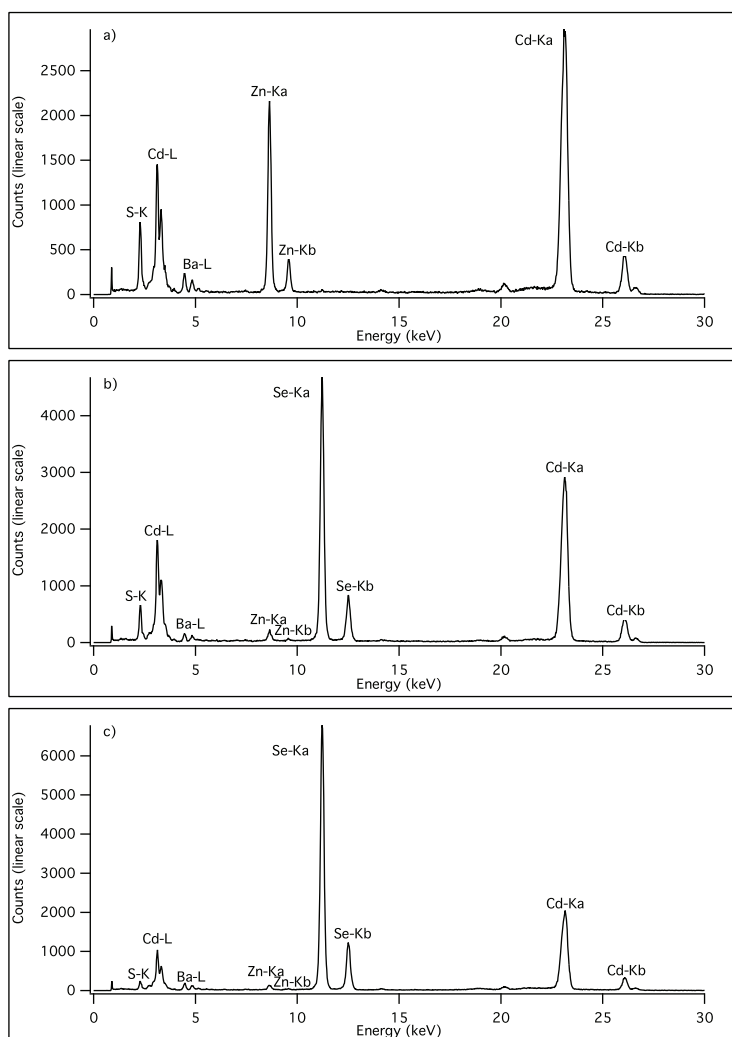 a)
Counts (linear scale)
2500
2000
1500
1000
500
0
S-K
Cd-L
Ba-L
Zn-Ka
Zn-Kb
Cd-Ka
Cd-Kb
0 5 10 15 20 25 30
Energy (keV)
b)
Counts (linear scale)
4000
3000
2000
1000
0
S-K
Cd-L
Ba-L
Zn-Ka
Zn-Kb
Se-Ka
Se-Kb
Cd-Ka
Cd-Kb
0 5 10 15 20 25 30
Energy (keV)
c)
Counts (linear scale)
6000
5000
4000
3000
2000
1000
0
S-K
Cd-L
Ba-L
Zn-Ka
Zn-Kb
Se-Ka
Se-Kb
Cd-Ka
Cd-Kb
0 5 10 15 20 25 30
Energy (keV)